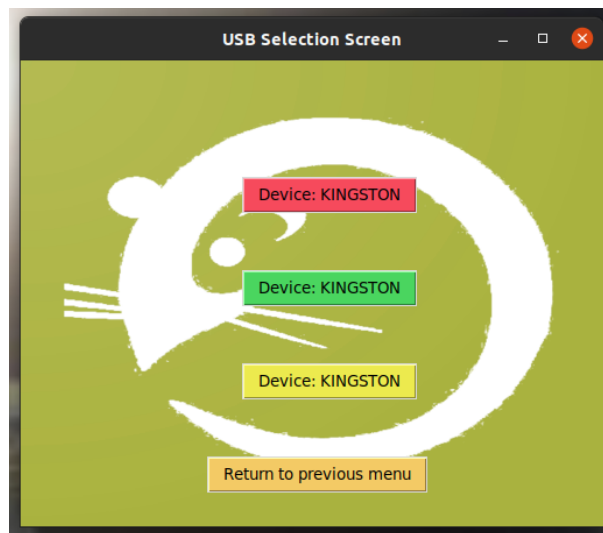 USB Selection Screen
Device: KINGSTON
Device: KINGSTON
Device: KINGSTON
Return to previous menu